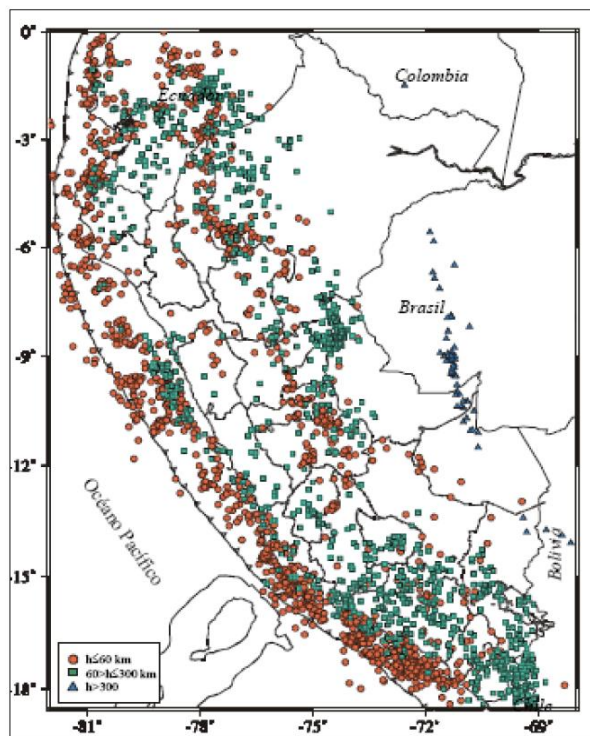 0°
-3°
-6°
-9°
-12°
-15°
-18°
Colombia
Ecuador
Brasil
Bolivia
Océano Pacífico
h≤60 km
60>h≤300 km
h>300
-81°
-78°
-75°
-72°
-69°